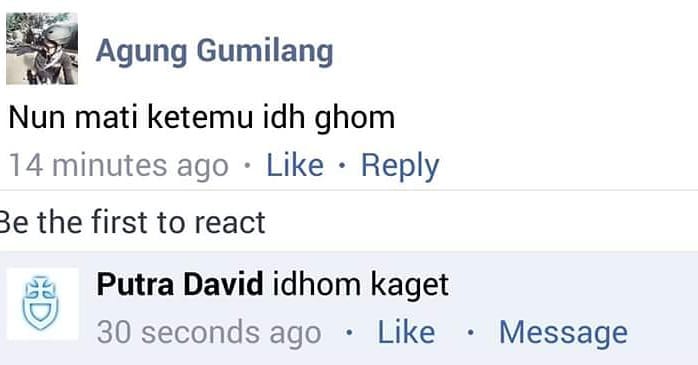 Agung Gumilang
Nun mati ketemu idh ghom
14 minutes ago · Like · Reply
Be the first to react
Putra David idhom kaget
30 seconds ago · Like · Message